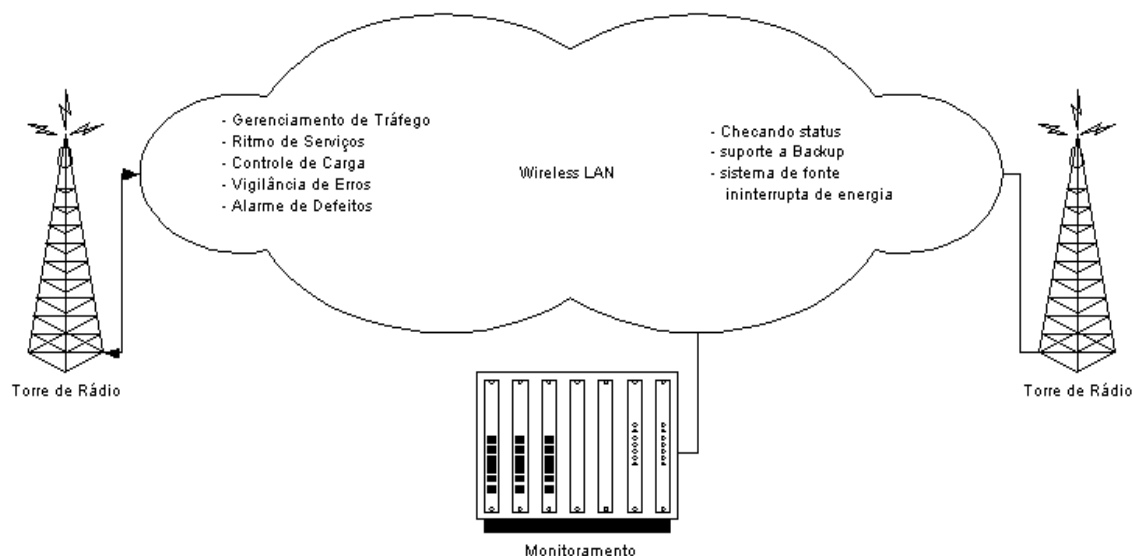 - Gerenciamento de Tráfego
- Ritmo de Serviços
- Controle de Carga
- Vigilância de Erros
- Alarme de Defeitos
Wireless LAN
- Checando status
- suporte a Backup
- sistema de fonte
ininterrupta de energia
Torre de Rádio
Torre de Rádio
Monitoramento